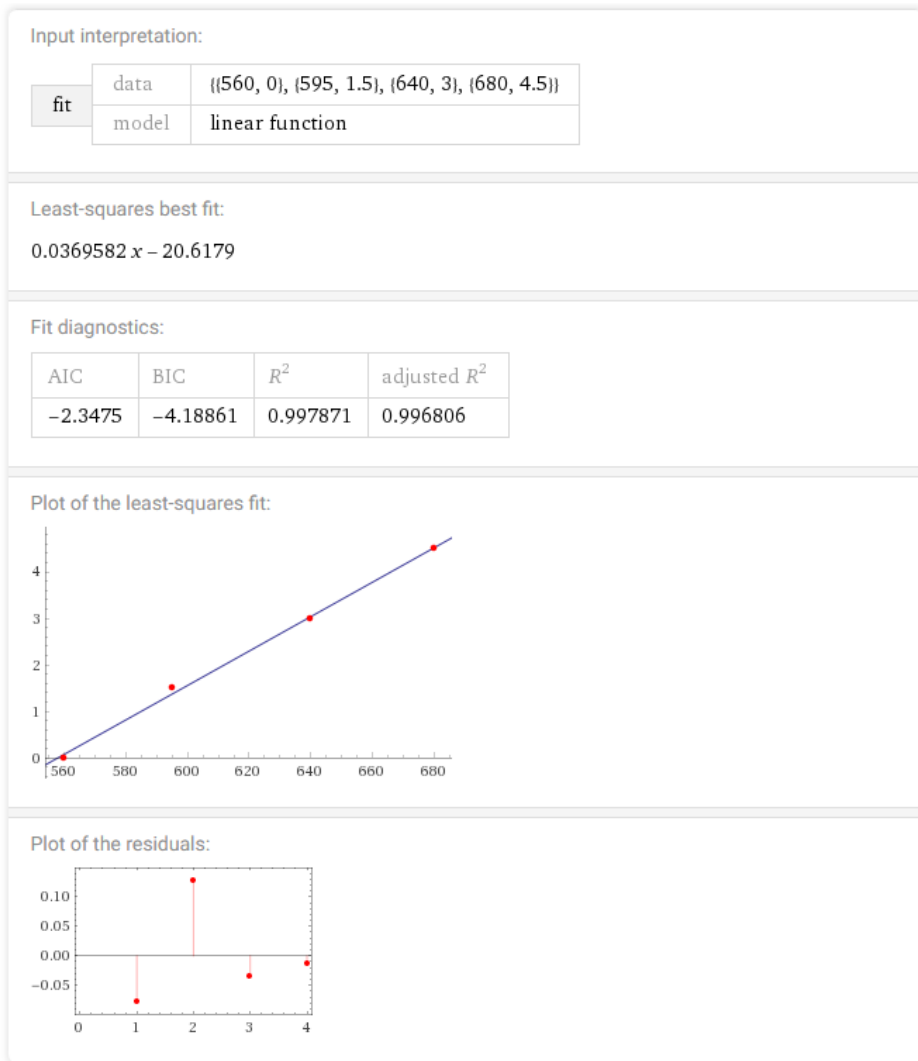 Input interpretation:
fit
data {{560, 0}, {595, 1.5}, {640, 3}, {680, 4.5}}
model linear function
Least-squares best fit:
0.0369582 x – 20.6179
Fit diagnostics:
AIC BIC R² adjusted R²
−2.3475 −4.18861 0.997871 0.996806
Plot of the least-squares fit:
4
3
2
1
0
560 580 600 620 640 660 680
Plot of the residuals:
0.10
0.05
0.00
−0.05
0 1 2 3 4